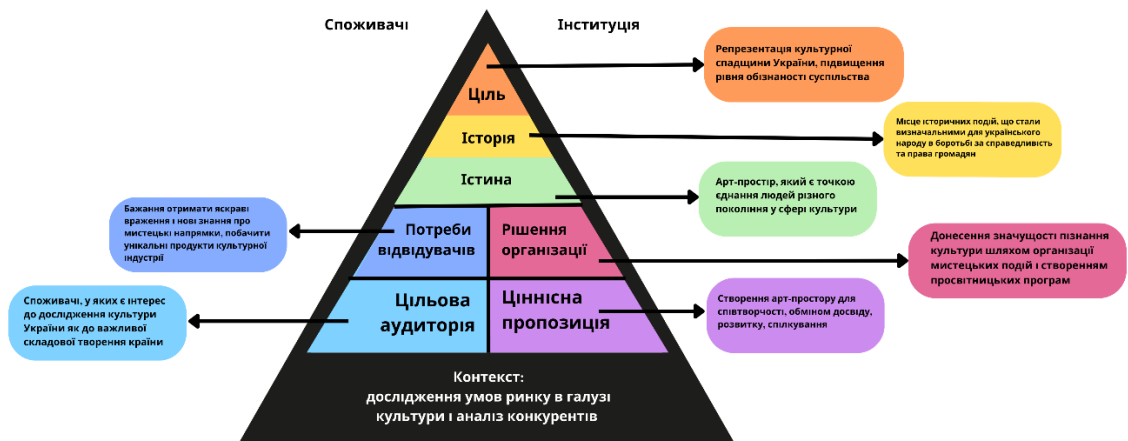 Споживачі
Інституція
Ціль
Репрезентація культурної
спадщини України, підвищення
рівня обізнаності суспільства
Історія
Місце історичних подій, що стали
визначальними для українського
народу в боротьбі за справедливість
та права громадян
Істина
Арт-простір, який є точкою
єднання людей різного
покоління у сфері культури
Бажання отримати яскраві
враження і нові знання про
мистецькі напрямки, побачити
унікальні продукти культурної
індустрії
Потреби
відвідувачів
Рішення
організації
Донесення значущості пізнання
культури шляхом організації
мистецьких подій і створенням
просвітницьких програм
Споживачі, у яких є інтерес
до дослідження культури
України як до важливої
складової творення країни
Цільова
аудиторія
Ціннісна
пропозиція
Створення арт-простору для
співтворчості, обміном досвіду,
розвитку, спілкування
Контекст:
дослідження умов ринку в галузі
культури і аналіз конкурентів